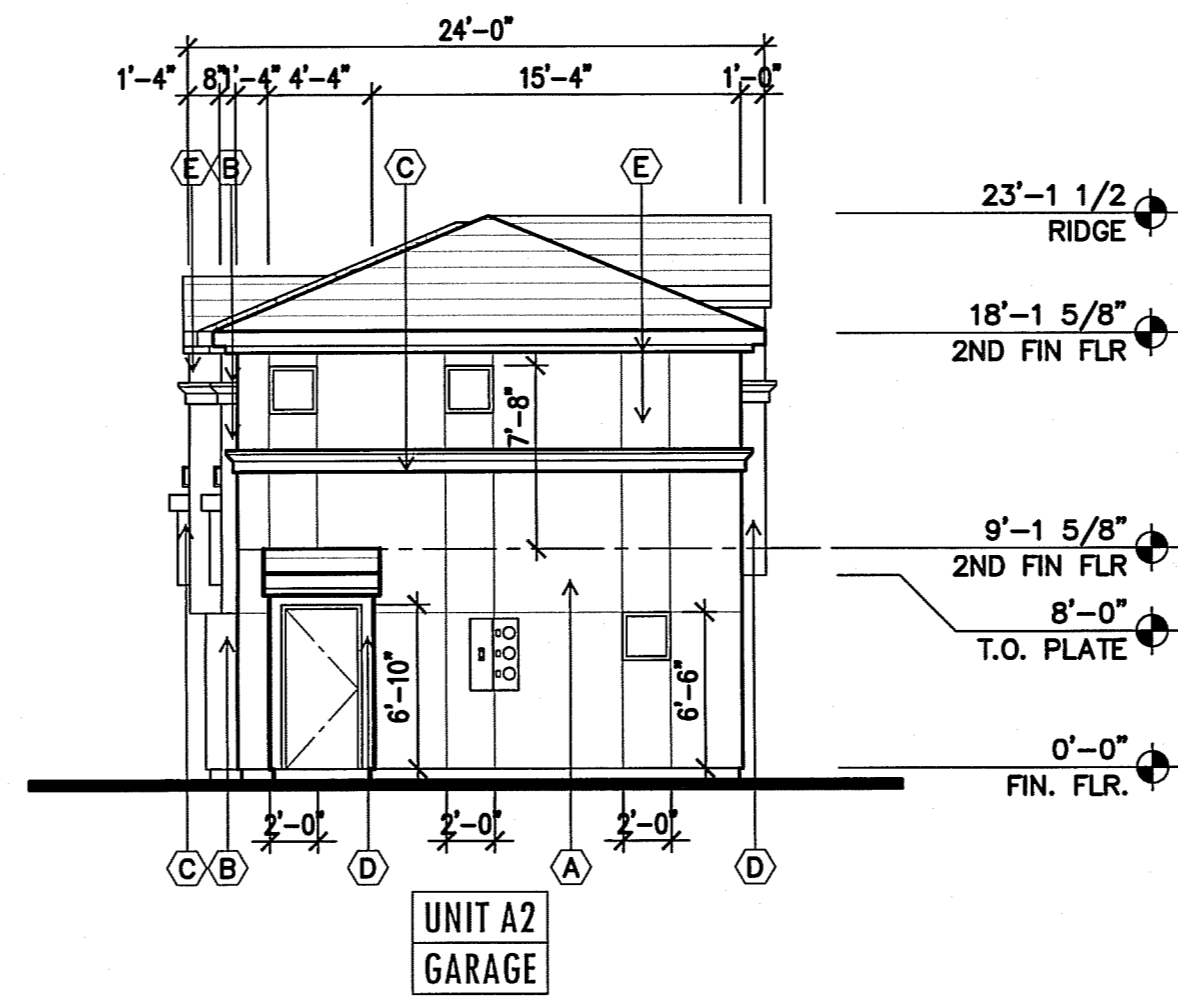 24'-0"
1'-4" 8" 1'-4" 4'-4" 15'-4" 1'-0"
E B C E
23'-1 1/2
RIDGE
18'-1 5/8"
2ND FIN FLR
7'-8"
9'-1 5/8"
2ND FIN FLR
8'-0"
T.O. PLATE
6'-10"
6'-6"
0'-0"
FIN. FLR.
2'-0" 2'-0" 2'-0"
C B D A D
UNIT A2
GARAGE